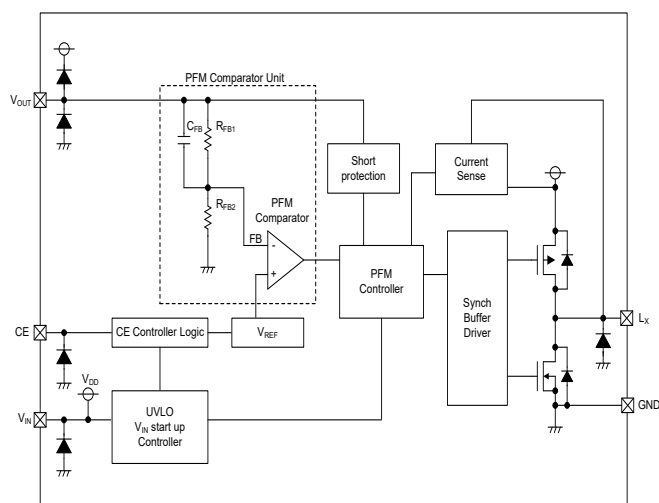 PFM Comparator Unit
VOUT
CFB
RFB1
RFB2
PFM
Comparator
FB
-
+
Short
protection
Current
Sense
PFM
Controller
Synch
Buffer
Driver
LX
CE
CE Controller Logic
VREF
VDD
VIN
UVLO
VIN start up
Controller
GND